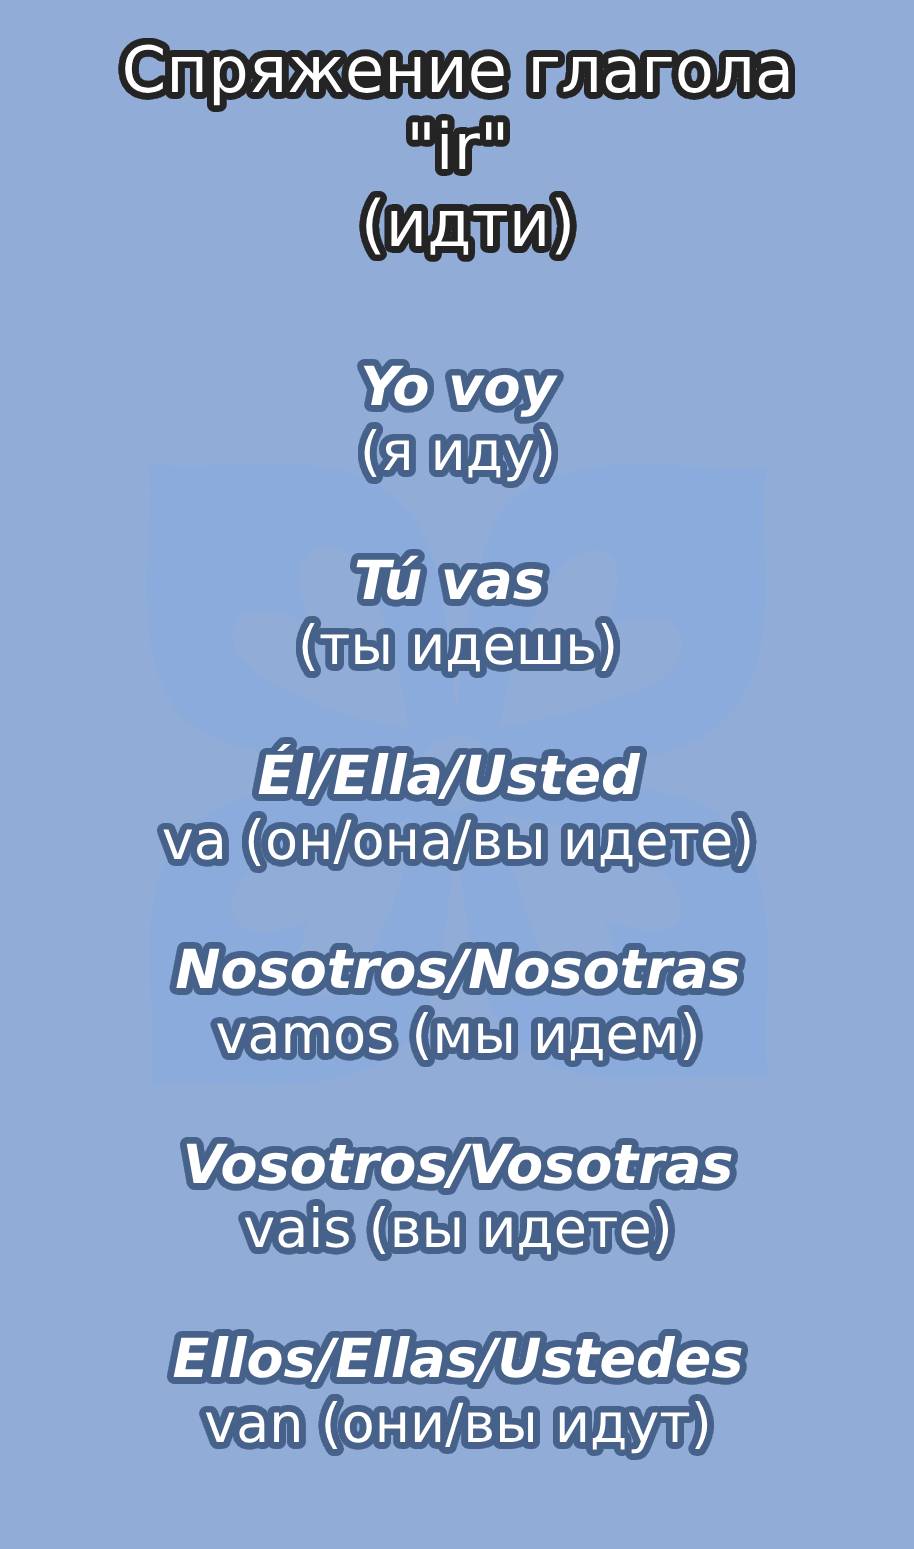 Спряжение глагола
"ir"
(идти)
Yo voy
(я иду)
Tú vas
(ты идешь)
Él/Ella/Usted
va (он/она/вы идете)
Nosotros/Nosotras
vamos (мы идем)
Vosotros/Vosotras
vais (вы идете)
Ellos/Ellas/Ustedes
van (они/вы идут)